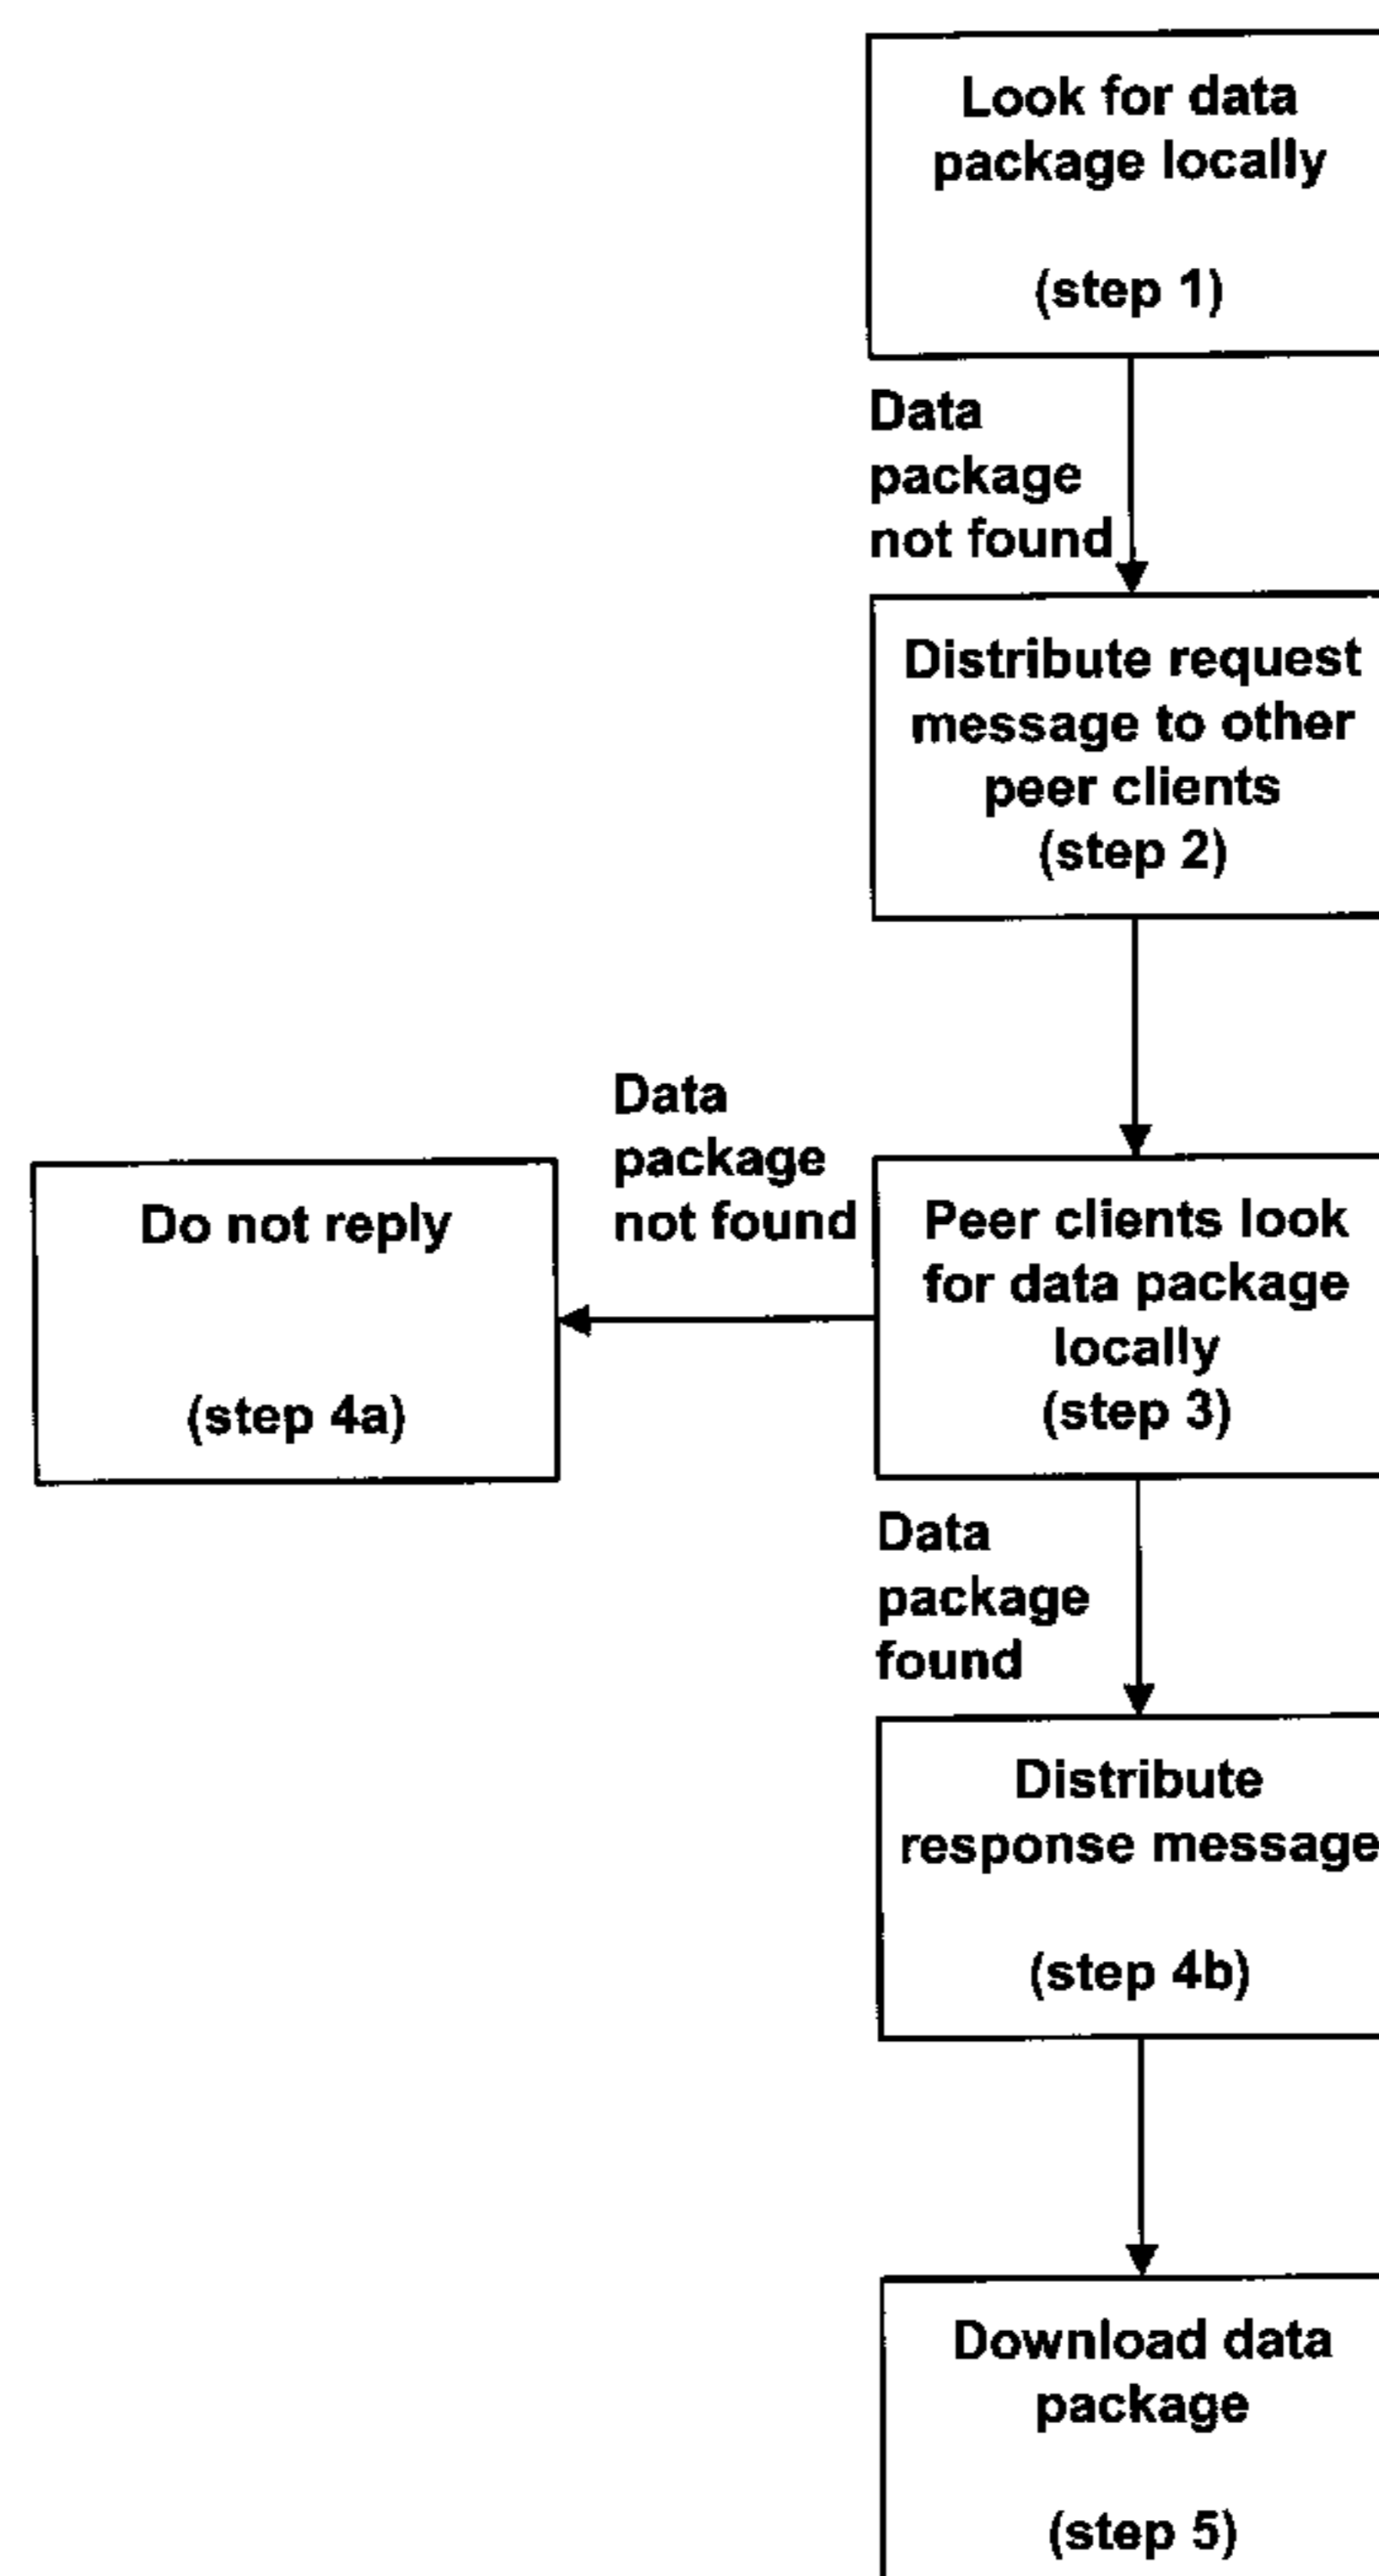 Look for data
package locally
(step 1)
Data
package
not found
Distribute request
message to other
peer clients
(step 2)
Data
package
not found
Do not reply
(step 4a)
Peer clients look
for data package
locally
(step 3)
Data
package
found
Distribute
response message
(step 4b)
Download data
package
(step 5)